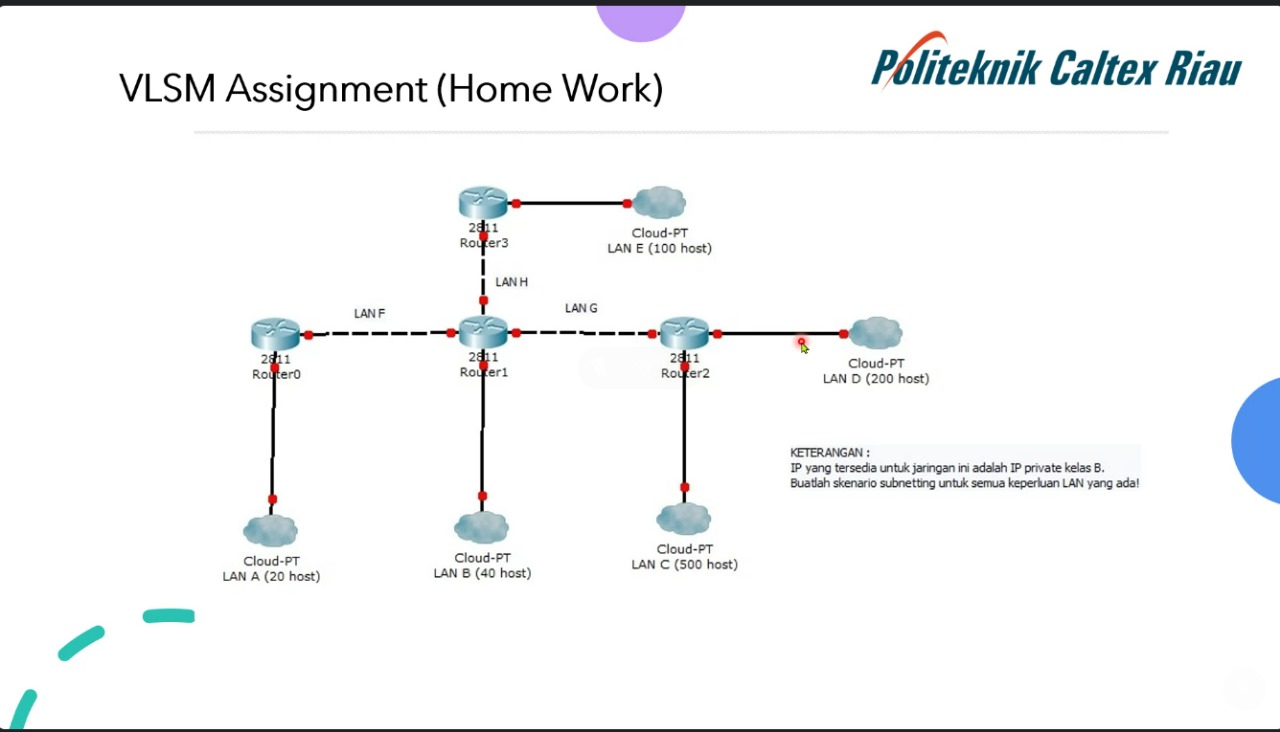 Politeknik Caltex Riau
VLSM Assignment (Home Work)
2811
Router3
Cloud-PT
LAN E (100 host)
LAN H
LAN F
LAN G
2811
Router0
2811
Router1
2811
Router2
Cloud-PT
LAN D (200 host)
KETERANGAN :
IP yang tersedia untuk jaringan ini adalah IP private kelas B.
Buatlah skenario subnetting untuk semua keperluan LAN yang ada!
Cloud-PT
LAN A (20 host)
Cloud-PT
LAN B (40 host)
Cloud-PT
LAN C (500 host)